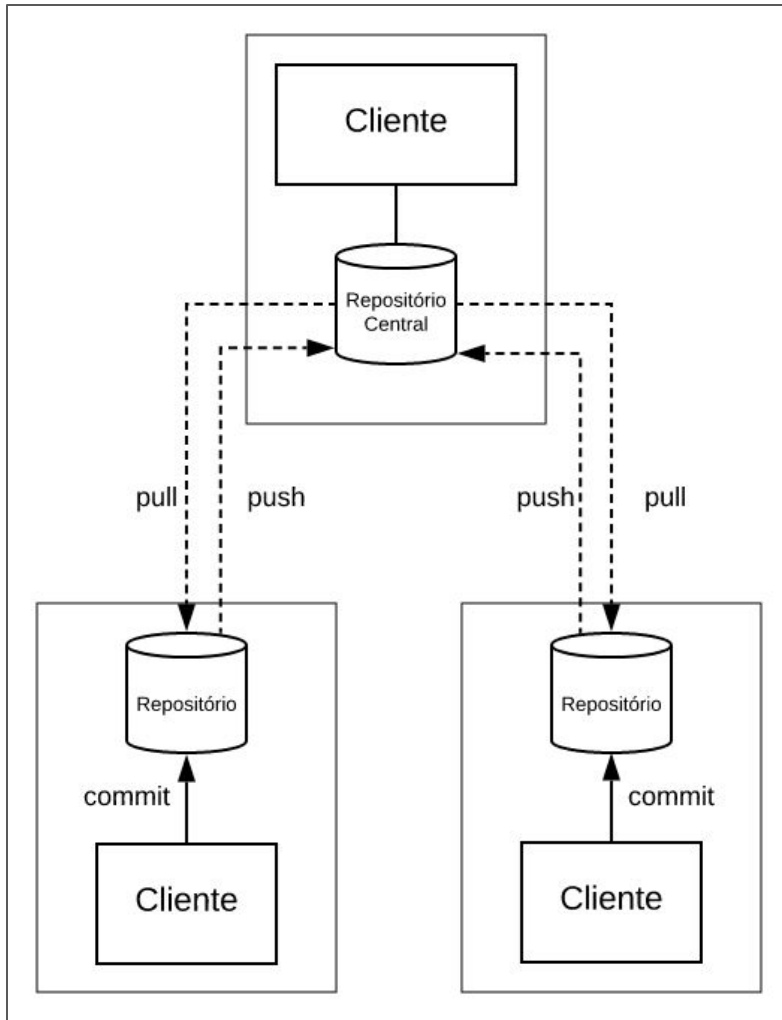 Cliente
Repositório
Central
pull
push
push
pull
Repositório
Repositório
commit
commit
Cliente
Cliente